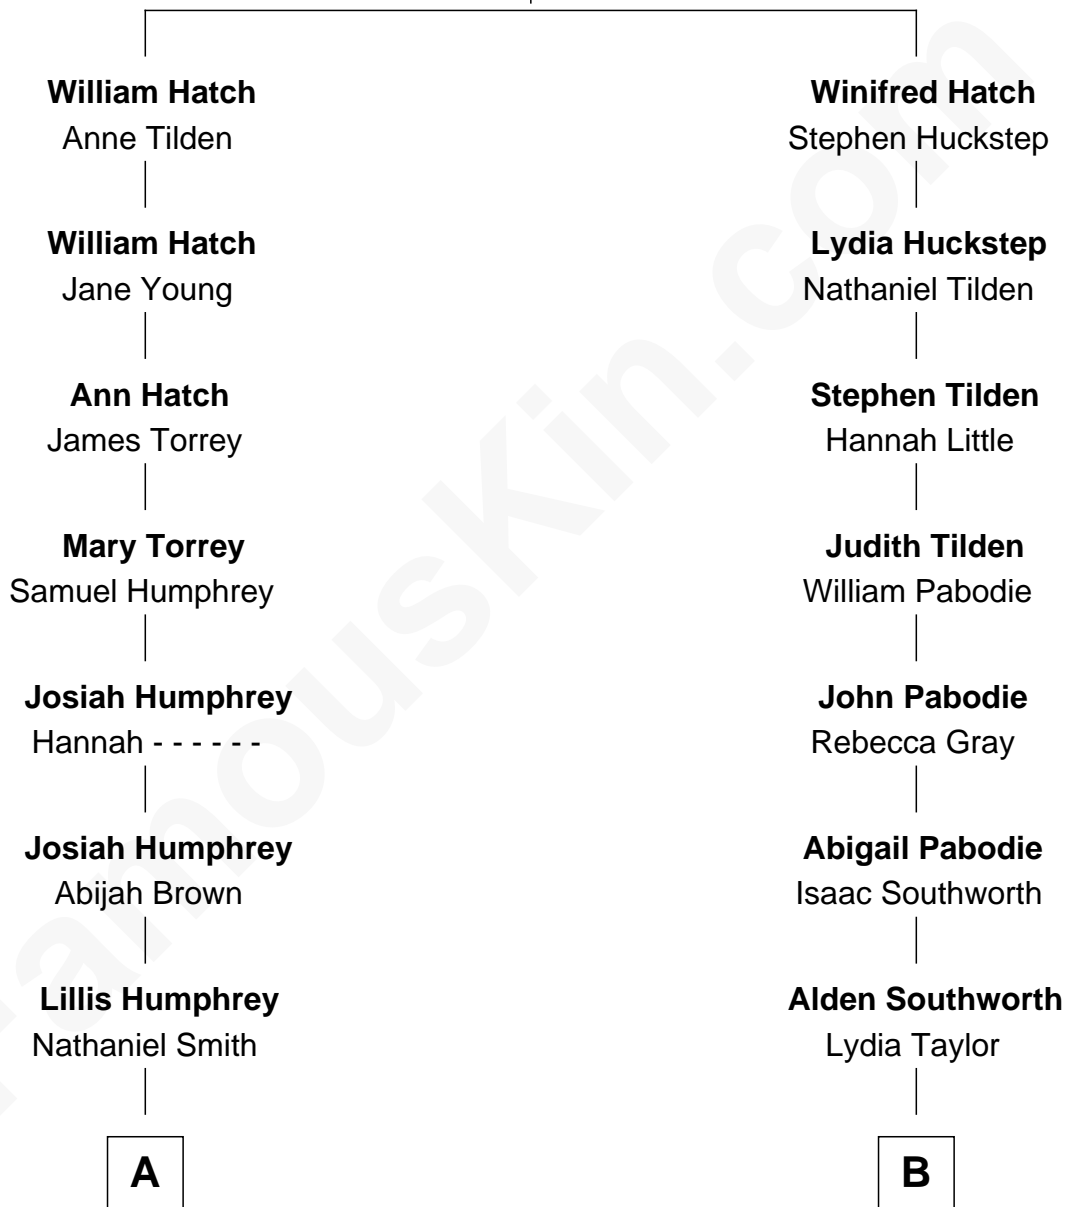 William Hatch
Anne Tilden
William Hatch
Jane Young
Ann Hatch
James Torrey
Mary Torrey
Samuel Humphrey
Josiah Humphrey
Hannah - - - - - -
Josiah Humphrey
Abijah Brown
Lillis Humphrey
Nathaniel Smith
A
Winifred Hatch
Stephen Huckstep
Lydia Huckstep
Nathaniel Tilden
Stephen Tilden
Hannah Little
Judith Tilden
William Pabodie
John Pabodie
Rebecca Gray
Abigail Pabodie
Isaac Southworth
Alden Southworth
Lydia Taylor
B
FamousKin.com